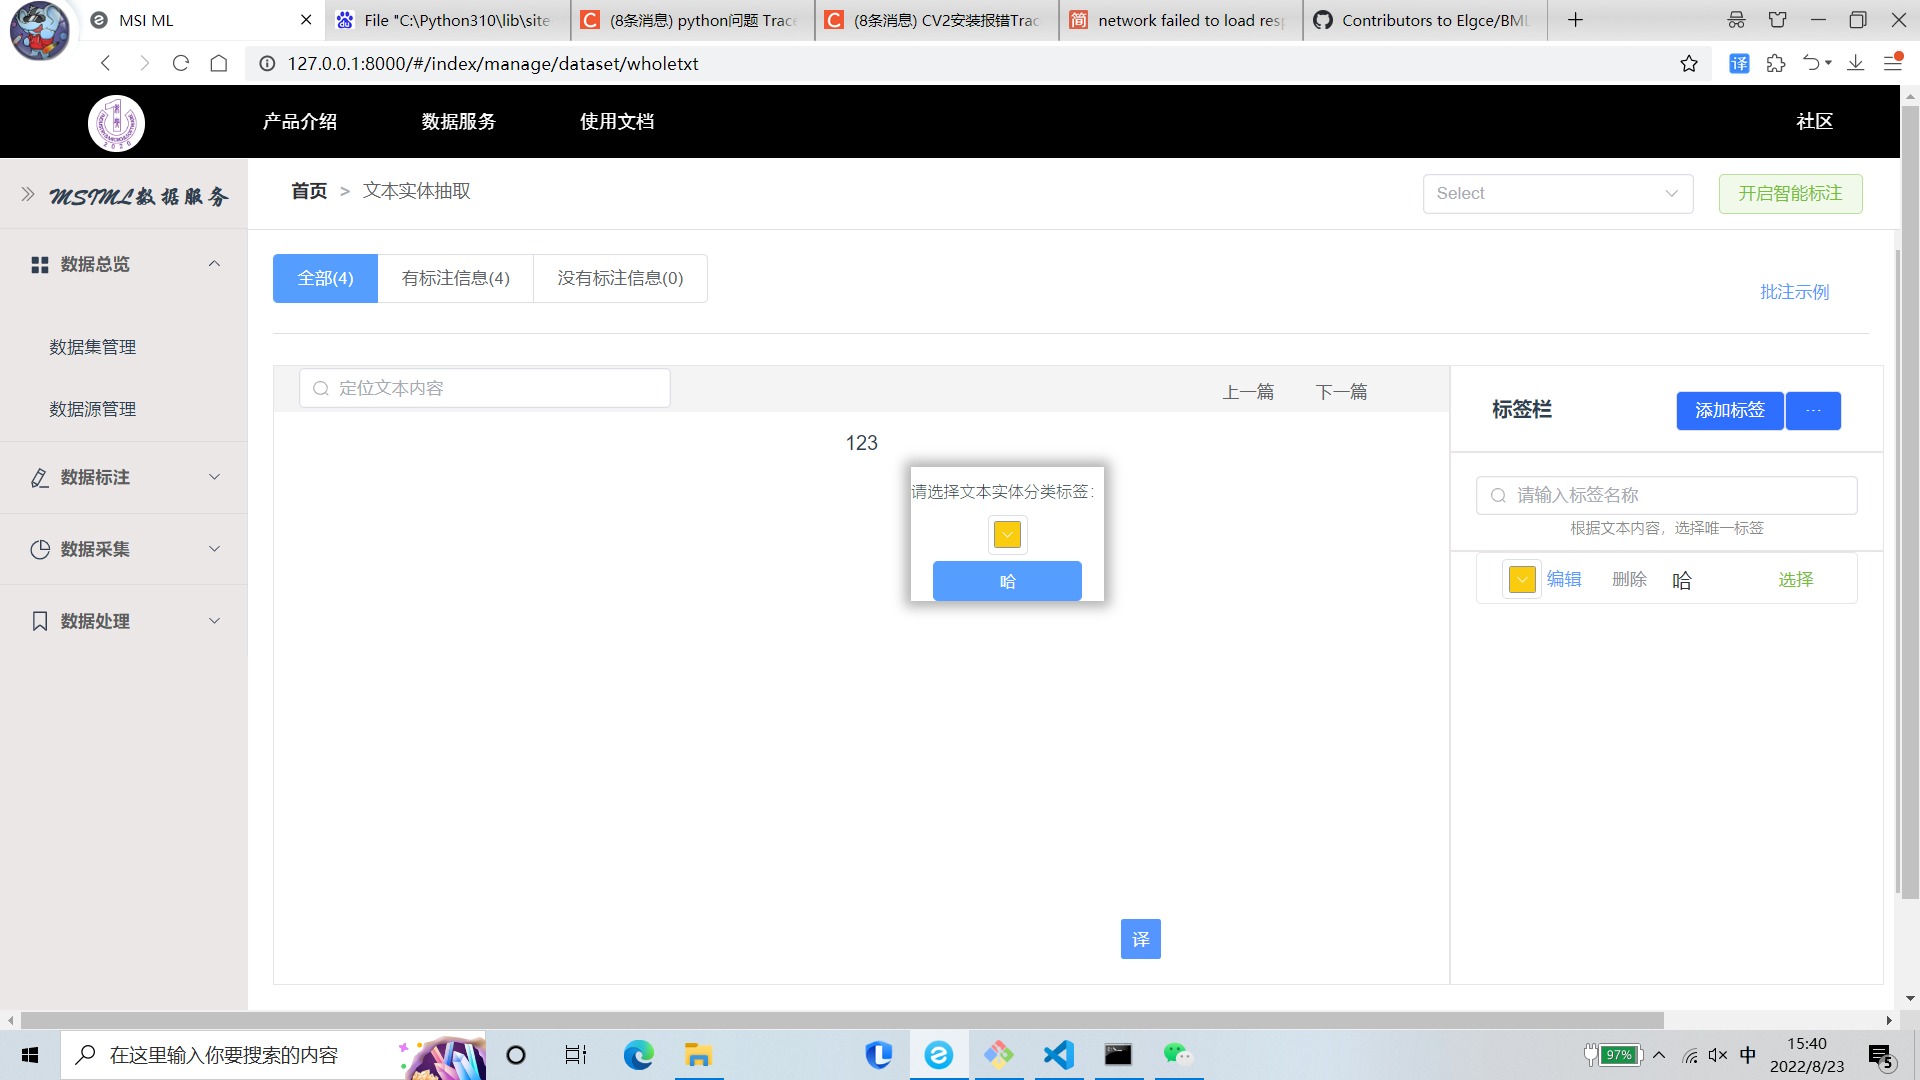 MSI ML
File "C:\Python310\lib\site
(8条消息) python问题 Trace
(8条消息) CV2安装报错Trac
network failed to load resp
Contributors to Elgce/BML
127.0.0.1:8000/#/index/manage/dataset/wholetxt
译
产品介绍
数据服务
使用文档
社区
2020
MSIML数据服务
首页 > 文本实体抽取
Select
开启智能标注
数据总览
数据集管理
数据源管理
数据标注
数据采集
数据处理
全部(4)
有标注信息(4)
没有标注信息(0)
批注示例
定位文本内容
上一篇
下一篇
123
请选择文本实体分类标签：
哈
译
标签栏
添加标签
...
请输入标签名称
根据文本内容，选择唯一标签
编辑
删除
哈
选择
在这里输入你要搜索的内容
97%
中
15:40
2022/8/23
5